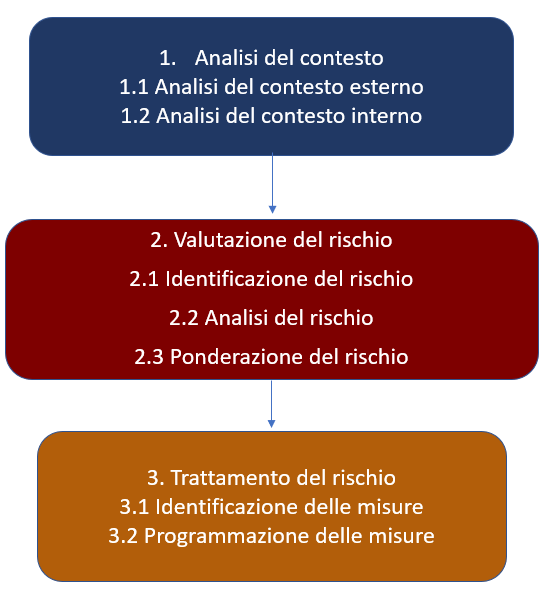 1. Analisi del contesto
1.1 Analisi del contesto esterno
1.2 Analisi del contesto interno
2. Valutazione del rischio
2.1 Identificazione del rischio
2.2 Analisi del rischio
2.3 Ponderazione del rischio
3. Trattamento del rischio
3.1 Identificazione delle misure
3.2 Programmazione delle misure